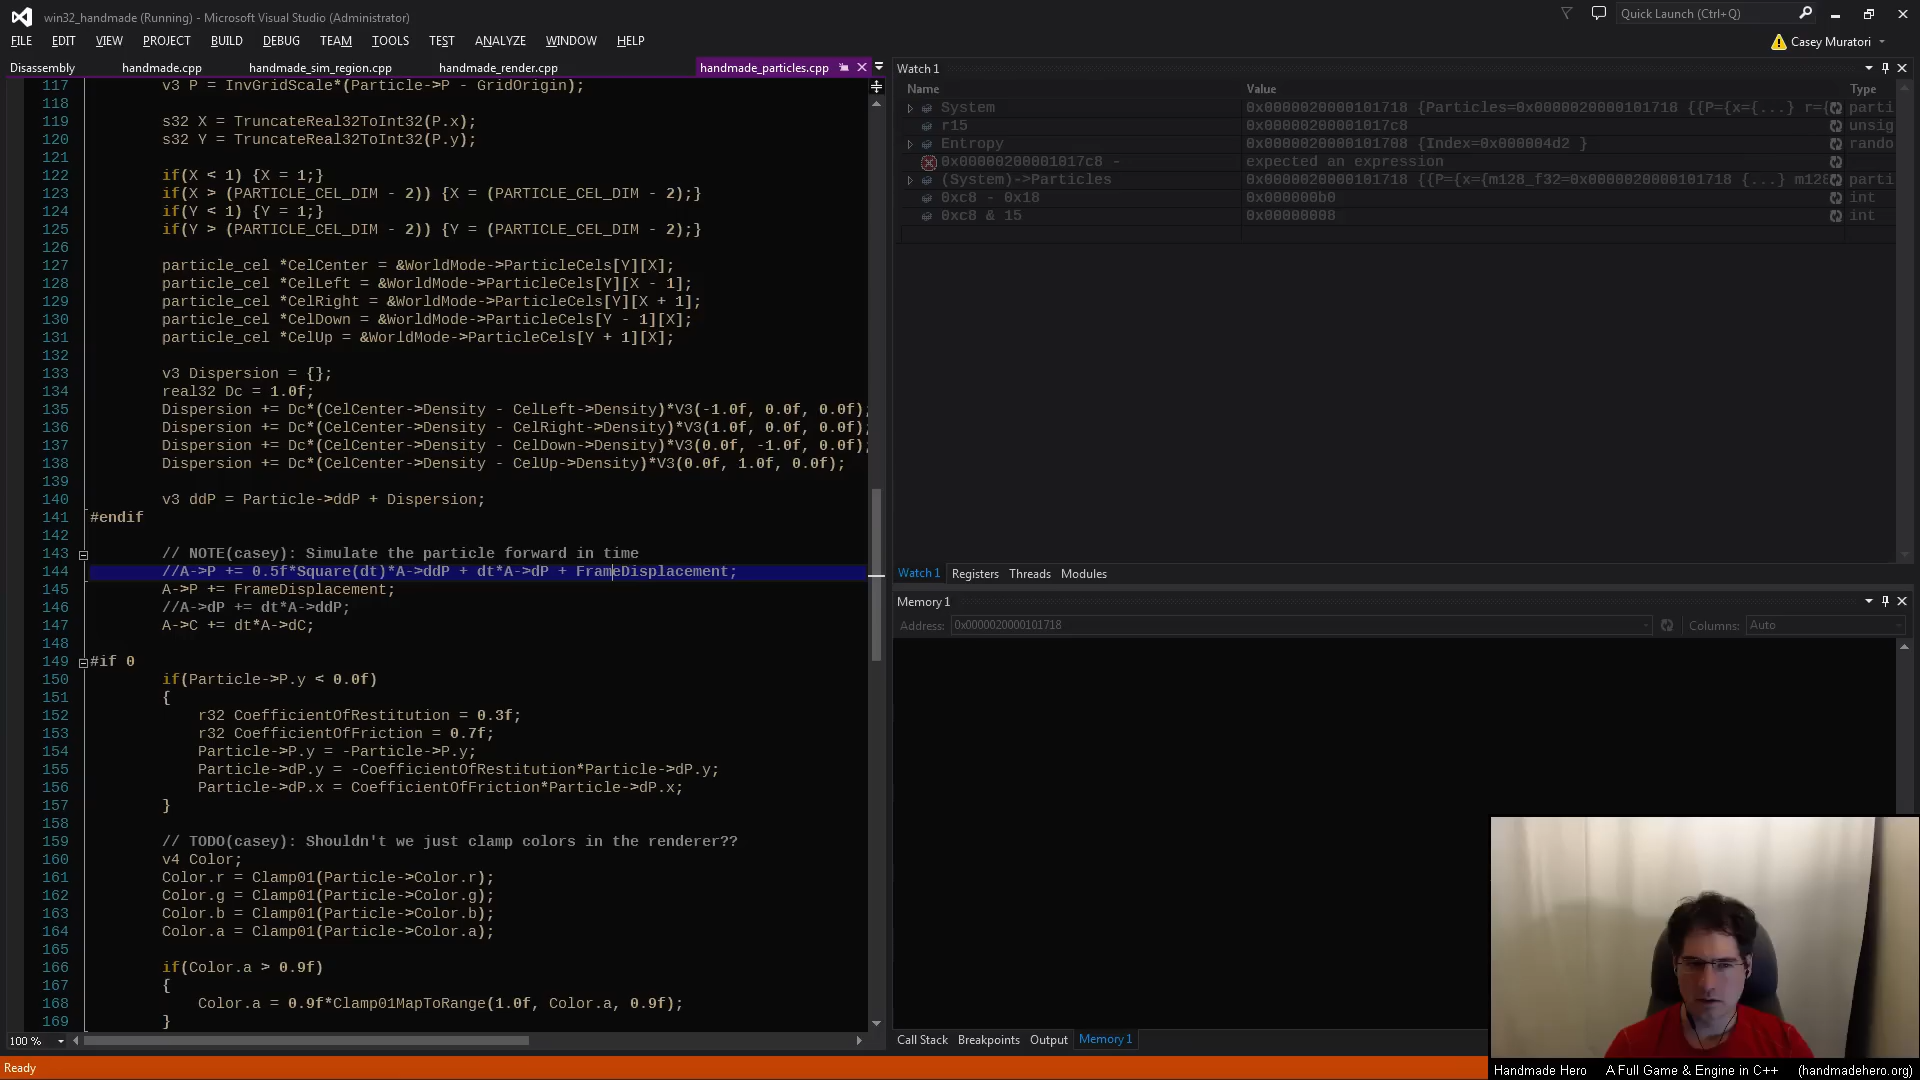 win32_handmade (Running) - Microsoft Visual Studio (Administrator)
Quick Launch (Ctrl+Q)
FILE EDIT VIEW PROJECT BUILD DEBUG TEAM TOOLS TEST ANALYZE WINDOW HELP
Casey Muratori
Disassembly handmade.cpp handmade_sim_region.cpp handmade_render.cpp handmade_particles.cpp
117 v3 P = InvGridScale*(Particle->P - GridOrigin);
118
119 s32 X = TruncateReal32ToInt32(P.x);
120 s32 Y = TruncateReal32ToInt32(P.y);
121
122 if(X < 1) {X = 1;}
123 if(X > (PARTICLE_CEL_DIM - 2)) {X = (PARTICLE_CEL_DIM - 2);}
124 if(Y < 1) {Y = 1;}
125 if(Y > (PARTICLE_CEL_DIM - 2)) {Y = (PARTICLE_CEL_DIM - 2);}
126
127 particle_cel *CelCenter = &WorldMode->ParticleCels[Y][X];
128 particle_cel *CelLeft = &WorldMode->ParticleCels[Y][X - 1];
129 particle_cel *CelRight = &WorldMode->ParticleCels[Y][X + 1];
130 particle_cel *CelDown = &WorldMode->ParticleCels[Y - 1][X];
131 particle_cel *CelUp = &WorldMode->ParticleCels[Y + 1][X];
132
133 v3 Dispersion = {};
134 real32 Dc = 1.0f;
135 Dispersion += Dc*(CelCenter->Density - CelLeft->Density)*V3(-1.0f, 0.0f, 0.0f);
136 Dispersion += Dc*(CelCenter->Density - CelRight->Density)*V3(1.0f, 0.0f, 0.0f);
137 Dispersion += Dc*(CelCenter->Density - CelDown->Density)*V3(0.0f, -1.0f, 0.0f);
138 Dispersion += Dc*(CelCenter->Density - CelUp->Density)*V3(0.0f, 1.0f, 0.0f);
139
140 v3 ddP = Particle->ddP + Dispersion;
141 #endif
142
143 // NOTE(casey): Simulate the particle forward in time
144 //A->P += 0.5f*Square(dt)*A->ddP + dt*A->dP + FrameDisplacement;
145 A->P += FrameDisplacement;
146 //A->dP += dt*A->ddP;
147 A->C += dt*A->dC;
148
149 #if 0
150 if(Particle->P.y < 0.0f)
151 {
152 r32 CoefficientOfRestitution = 0.3f;
153 r32 CoefficientOfFriction = 0.7f;
154 Particle->P.y = -Particle->P.y;
155 Particle->dP.y = -CoefficientOfRestitution*Particle->dP.y;
156 Particle->dP.x = CoefficientOfFriction*Particle->dP.x;
157 }
158
159 // TODO(casey): Shouldn't we just clamp colors in the renderer??
160 v4 Color;
161 Color.r = Clamp01(Particle->Color.r);
162 Color.g = Clamp01(Particle->Color.g);
163 Color.b = Clamp01(Particle->Color.b);
164 Color.a = Clamp01(Particle->Color.a);
165
166 if(Color.a > 0.9f)
167 {
168 Color.a = 0.9f*Clamp01MapToRange(1.0f, Color.a, 0.9f);
169 }
100 %
Ready
Watch 1
Name Value Type
System 0x0000020000101718 {Particles=0x0000020000101718 {{P={x={...} r={ parti
r15 0x00000200001017c8 unsig
Entropy 0x0000020000101708 {Index=0x000004d2 } rando
0x00000200001017c8 - expected an expression
(System)->Particles 0x0000020000101718 {{P={x={m128_f32=0x0000020000101718 {...} m128 parti
0xc8 - 0x18 0x000000b0 int
0xc8 & 15 0x00000008 int
Watch 1 Registers Threads Modules
Memory 1
Address: 0x0000020000101718 Columns: Auto
Call Stack Breakpoints Output Memory 1
Handmade Hero A Full Game & Engine in C++ (handmadehero.org)